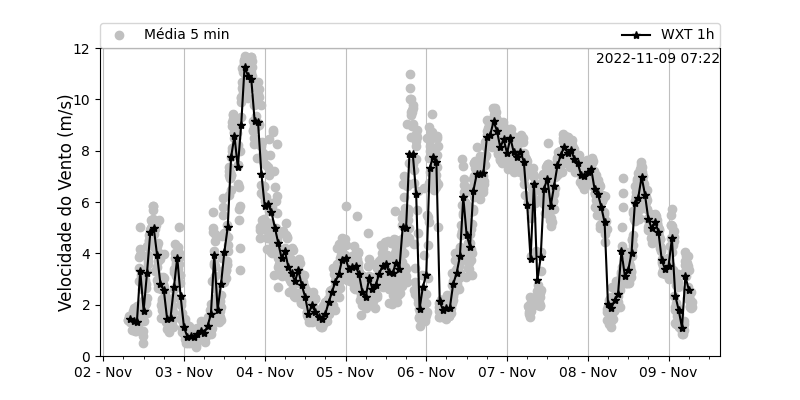 Média 5 min
WXT 1h
2022-11-09 07:22
Velocidade do Vento (m/s)
12
10
8
6
4
2
0
02 - Nov
03 - Nov
04 - Nov
05 - Nov
06 - Nov
07 - Nov
08 - Nov
09 - Nov